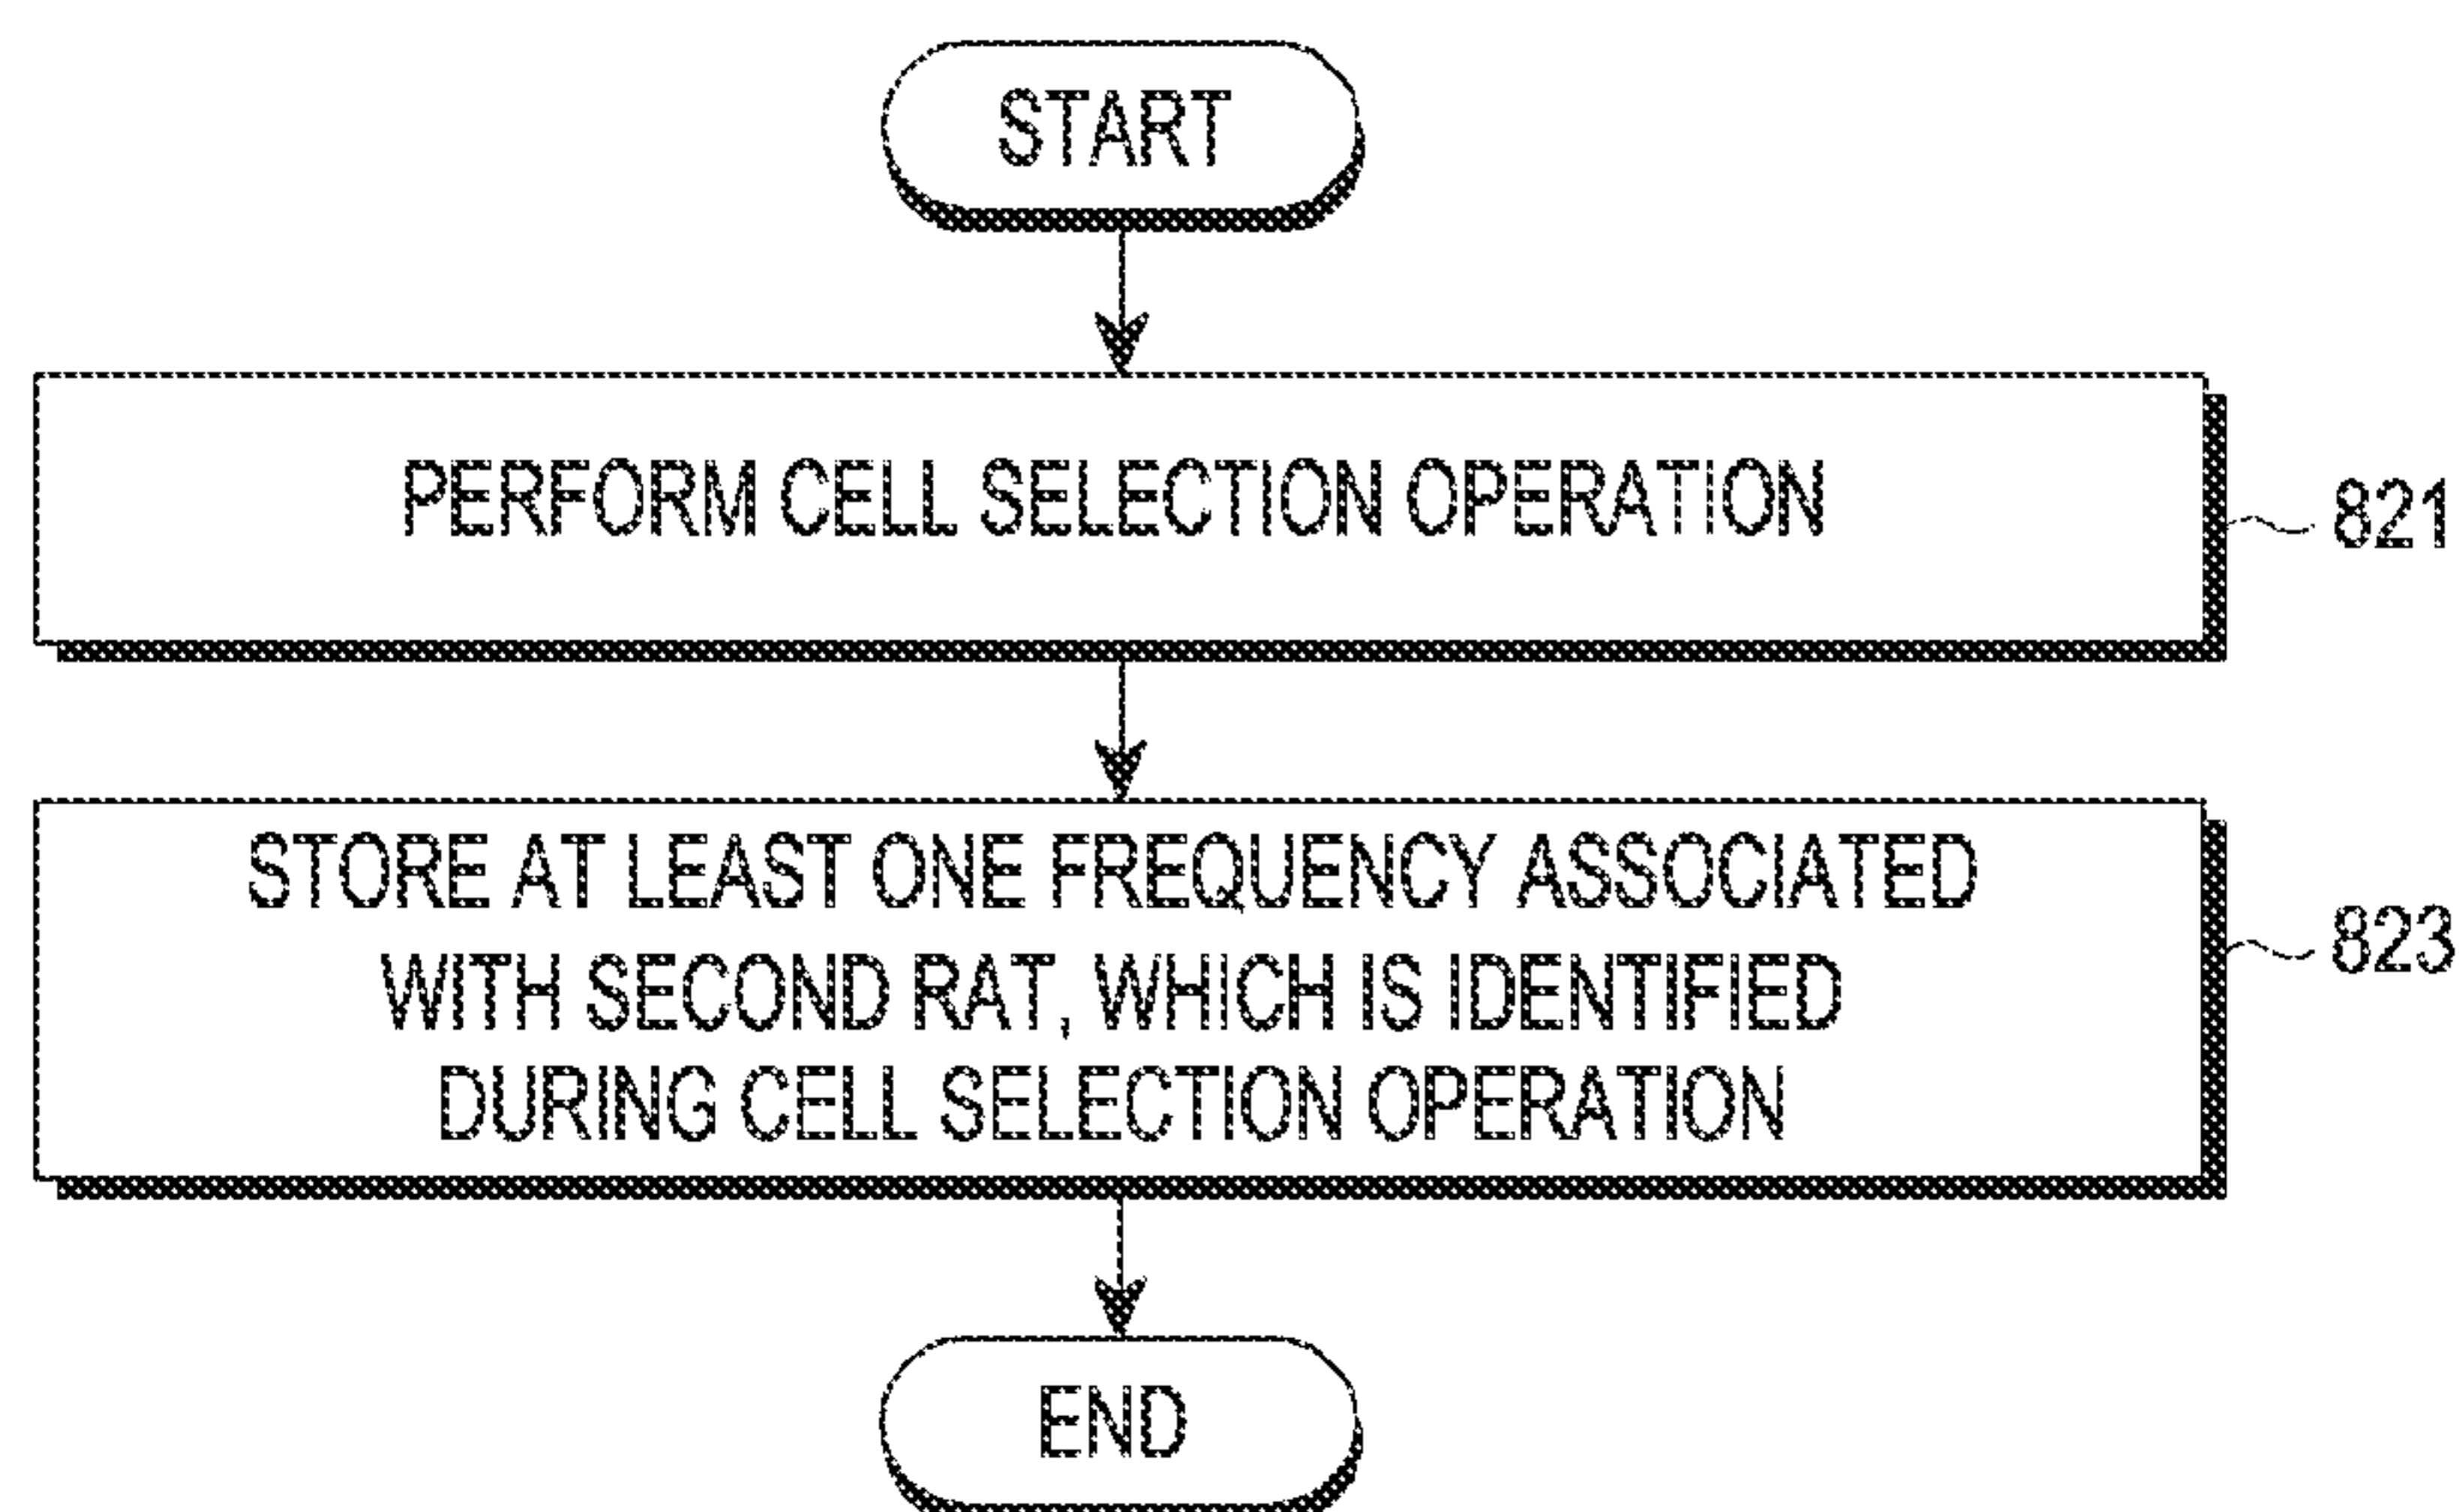 START
PERFORM CELL SELECTION OPERATION
821
STORE AT LEAST ONE FREQUENCY ASSOCIATED
WITH SECOND RAT, WHICH IS IDENTIFIED
DURING CELL SELECTION OPERATION
823
END